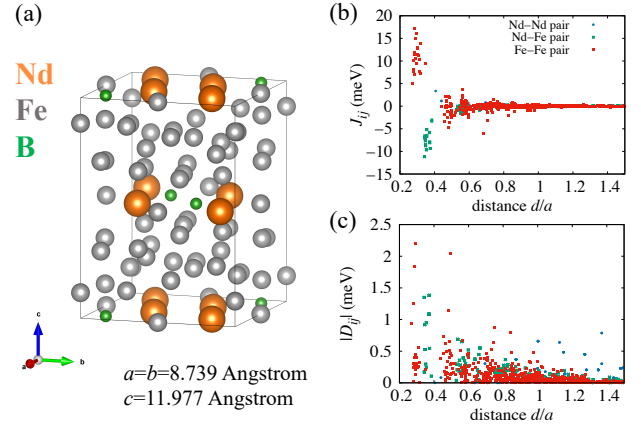 (a)
Nd
Fe
B
c
a
b
a=b=8.739 Angstrom
c=11.977 Angstrom
(b)
Nd−Nd pair
Nd−Fe pair
Fe−Fe pair
J_ij (meV)
20
15
10
5
0
−5
−10
−15
0.2 0.4 0.6 0.8 1 1.2 1.4
distance d/a
(c)
|D_ij| (meV)
2.5
2
1.5
1
0.5
0
0.2 0.4 0.6 0.8 1 1.2 1.4
distance d/a